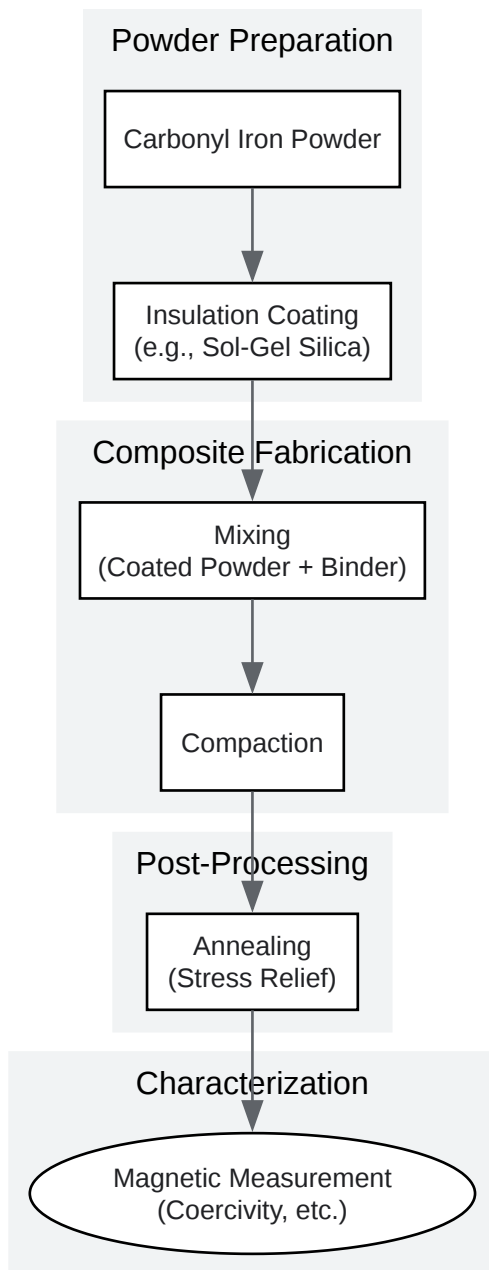 Powder Preparation
Carbonyl Iron Powder
Insulation Coating
(e.g., Sol-Gel Silica)
Composite Fabrication
Mixing
(Coated Powder + Binder)
Compaction
Post-Processing
Annealing
(Stress Relief)
Characterization
Magnetic Measurement
(Coercivity, etc.)